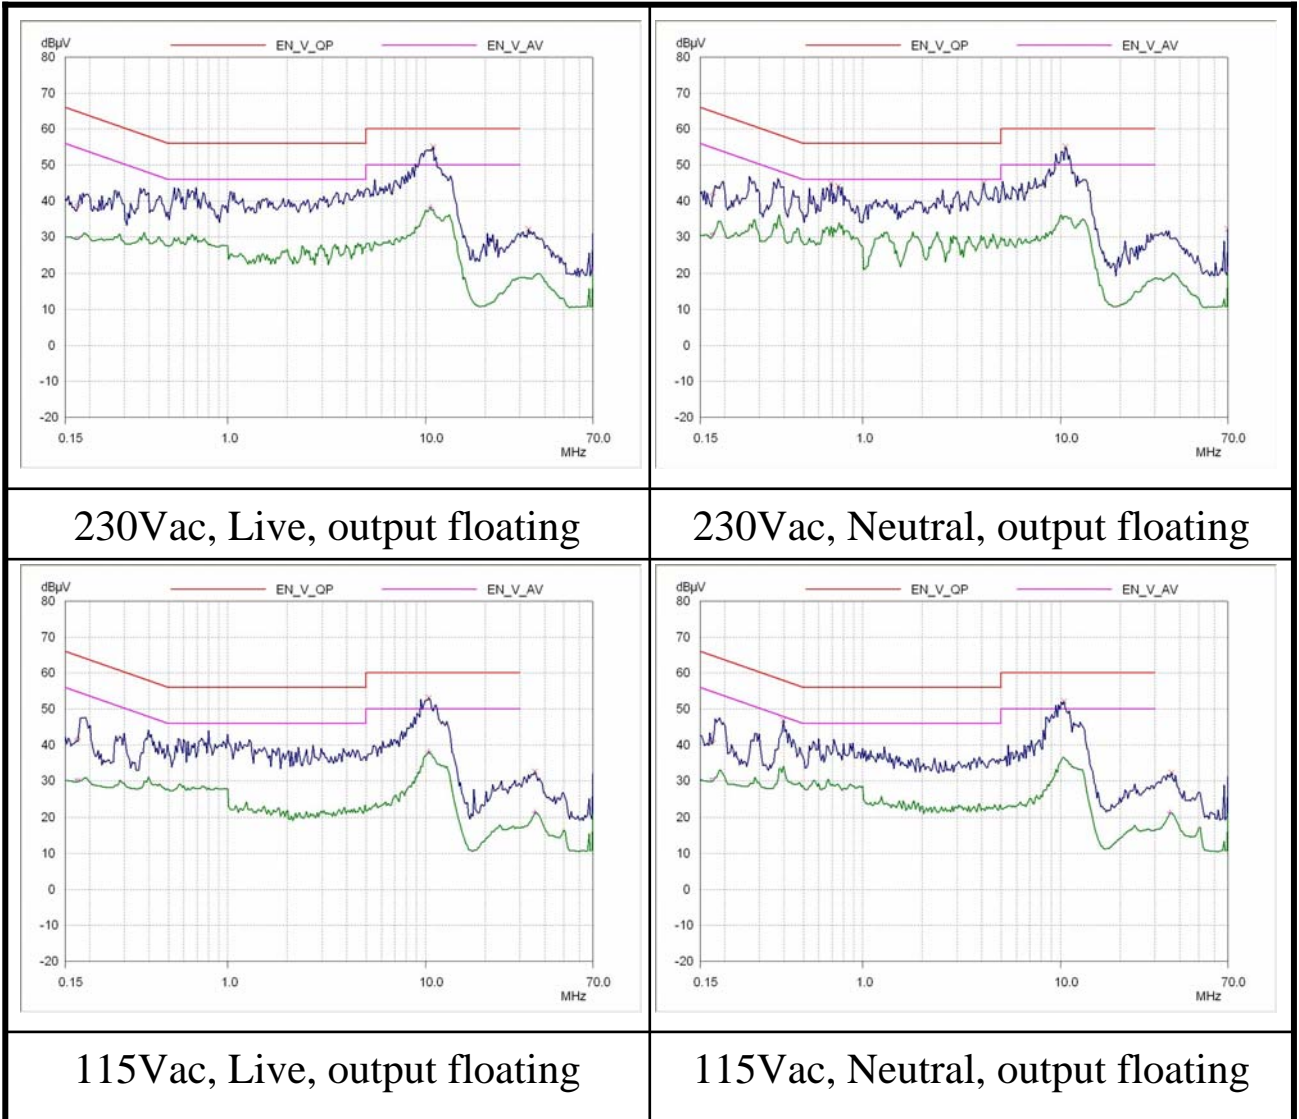 dBµV EN_V_QP EN_V_AV
80
70
60
50
40
30
20
10
0
-10
-20
0.15 1.0 10.0 70.0
MHz
dBµV EN_V_QP EN_V_AV
80
70
60
50
40
30
20
10
0
-10
-20
0.15 1.0 10.0 70.0
MHz
230Vac, Live, output floating
230Vac, Neutral, output floating
dBµV EN_V_QP EN_V_AV
80
70
60
50
40
30
20
10
0
-10
-20
0.15 1.0 10.0 70.0
MHz
dBµV EN_V_QP EN_V_AV
80
70
60
50
40
30
20
10
0
-10
-20
0.15 1.0 10.0 70.0
MHz
115Vac, Live, output floating
115Vac, Neutral, output floating